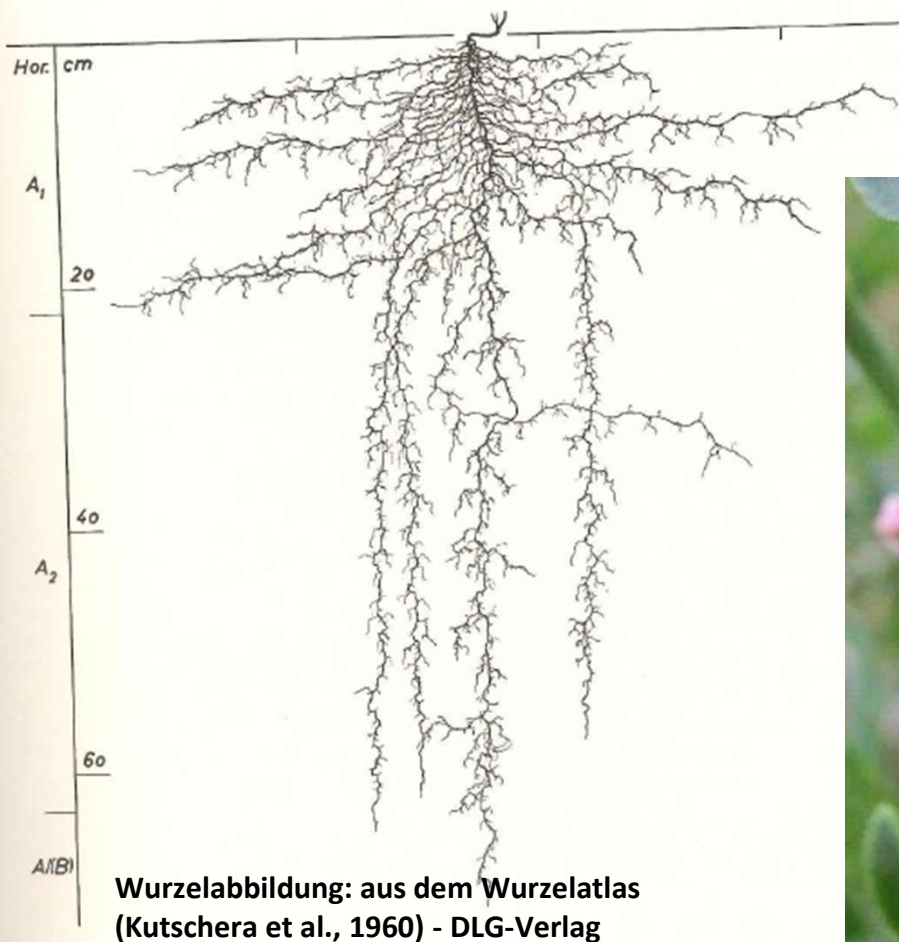 Hor. cm
A₁
20
40
A₂
60
A/(B)
Wurzelabbildung: aus dem Wurzelatlas
(Kutschera et al., 1960) - DLG-Verlag